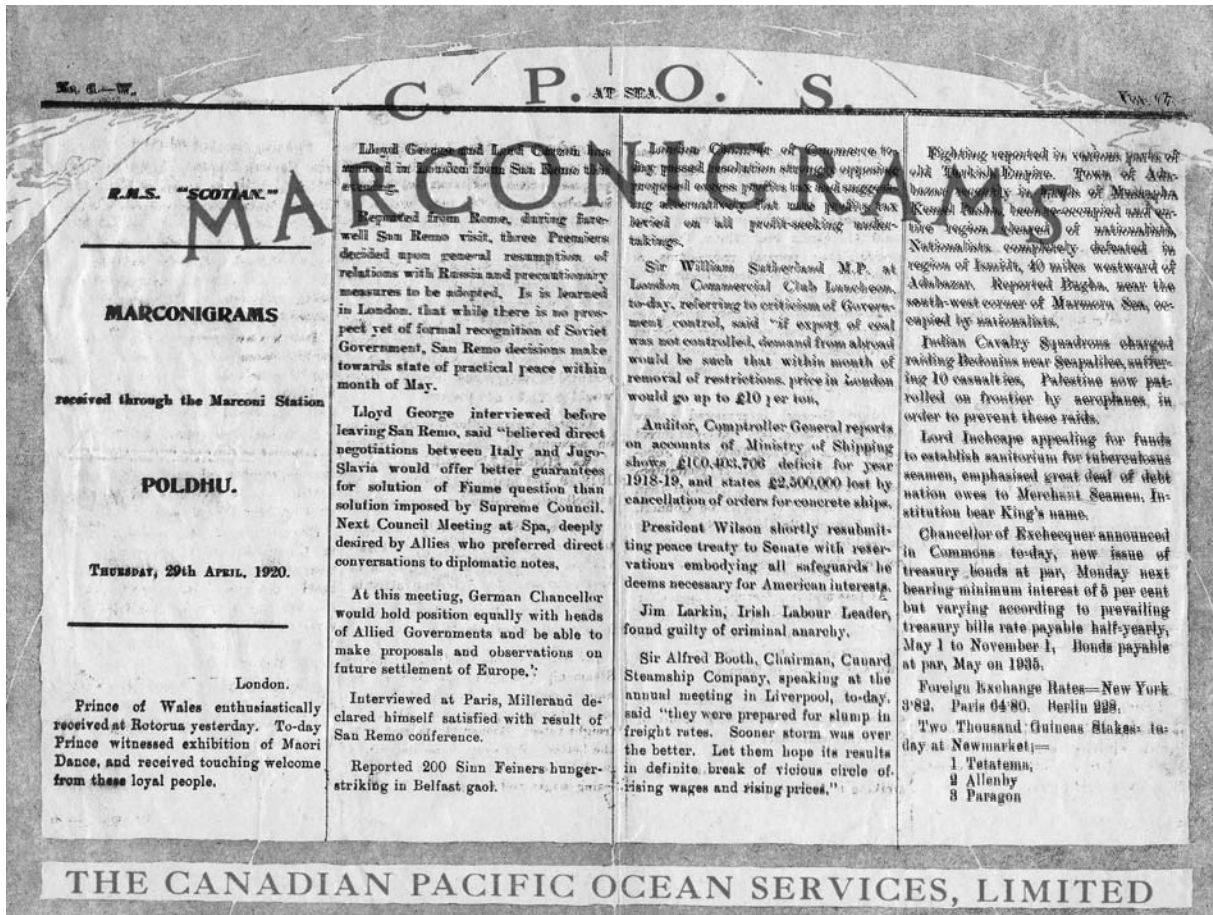 C. P. O. S.
AT SEA.
MARCONIGRAMS
R.M.S. "SCOTIAN."
MARCONIGRAMS
received through the Marconi Station
POLDHU.
THURSDAY, 29th APRIL, 1920.
London.
Prince of Wales enthusiastically
received at Rotorua yesterday. To-day
Prince witnessed exhibition of Maori
Dance, and received touching welcome
from these loyal people.
Lloyd George and Lord Curzon has
arrived in London from San Remo this
evening.
Reported from Rome, during fare-
well San Remo visit, three Premiers
decided upon general resumption of
relations with Russia and precautionary
measures to be adopted. Is is learned
in London, that while there is no pros-
pect yet of formal recognition of Soviet
Government, San Remo decisions make
towards state of practical peace within
month of May.
Lloyd George interviewed before
leaving San Remo, said "believed direct
negotiations between Italy and Jugo-
Slavia would offer better guarantees
for solution of Fiume question than
solution imposed by Supreme Council.
Next Council Meeting at Spa, deeply
desired by Allies who preferred direct
conversations to diplomatic notes,
At this meeting, German Chancellor
would hold position equally with heads
of Allied Governments and be able to
make proposals and observations on
future settlement of Europe."
Interviewed at Paris, Millerand de-
clared himself satisfied with result of
San Remo conference.
Reported 200 Sinn Feiners hunger-
striking in Belfast gaol.
London Chamber of Commerce to-
day passed resolution strongly opposing
proposed excess profits tax and suggest-
ing alternatively that profits tax
levied on all profit-seeking under-
takings.
Sir William Sutherland M.P. at
London Commercial Club Luncheon,
to-day, referring to criticism of Govern-
ment control, said "if export of coal
was not controlled, demand from abroad
would be such that within month of
removal of restrictions, price in London
would go up to £10 per ton,
Auditor, Comptroller General reports
on accounts of Ministry of Shipping
shows £100,403,706 deficit for year
1918-19, and states £2,500,000 lost by
cancellation of orders for concrete ships.
President Wilson shortly resubmit-
ting peace treaty to Senate with reser-
vations embodying all safeguards he
deems necessary for American interests.
Jim Larkin, Irish Labour Leader,
found guilty of criminal anarchy.
Sir Alfred Booth, Chairman, Cunard
Steamship Company, speaking at the
annual meeting in Liverpool, to-day,
said "they were prepared for slump in
freight rates. Sooner storm was over
the better. Let them hope its results
in definite break of vicious circle of
rising wages and rising prices."
Fighting reported in various parts of
old Turkish Empire. Town of Ada-
bazar, recently in hands of Mustapha
Kemal Pasha, been re-occupied and en-
tire region cleared of nationalists,
Nationalists completely defeated in
region of Ismidt, 40 miles westward of
Adabazar. Reported Bagha, near the
south-west corner of Marmora Sea, oc-
cupied by nationalists.
Indian Cavalry Squadrons charged
raiding Bedouins near suffer-
ing 10 casualties, Palestine now pat-
rolled on frontier by aeroplanes, in
order to prevent these raids.
Lord Inchcape appealing for funds
to establish sanitorium for tuberculous
seamen, emphasised great deal of debt
nation owes to Merchant Seamen, In-
stitution bear King's name.
Chancellor of Exchecquer announced
in Commons to-day, new issue of
treasury bonds at par, Monday next
bearing minimum interest of 5 per cent
but varying according to prevailing
treasury bills rate payable half-yearly,
May 1 to November 1, Bonds payable
at par, May on 1935.
Foreign Exchange Rates—New York
3'82. Paris 64'80. Berlin 228.
Two Thousand Guineas Stakes to-
day at Newmarket:—
1 Tetatema,
2 Allenby
3 Paragon
THE CANADIAN PACIFIC OCEAN SERVICES, LIMITED